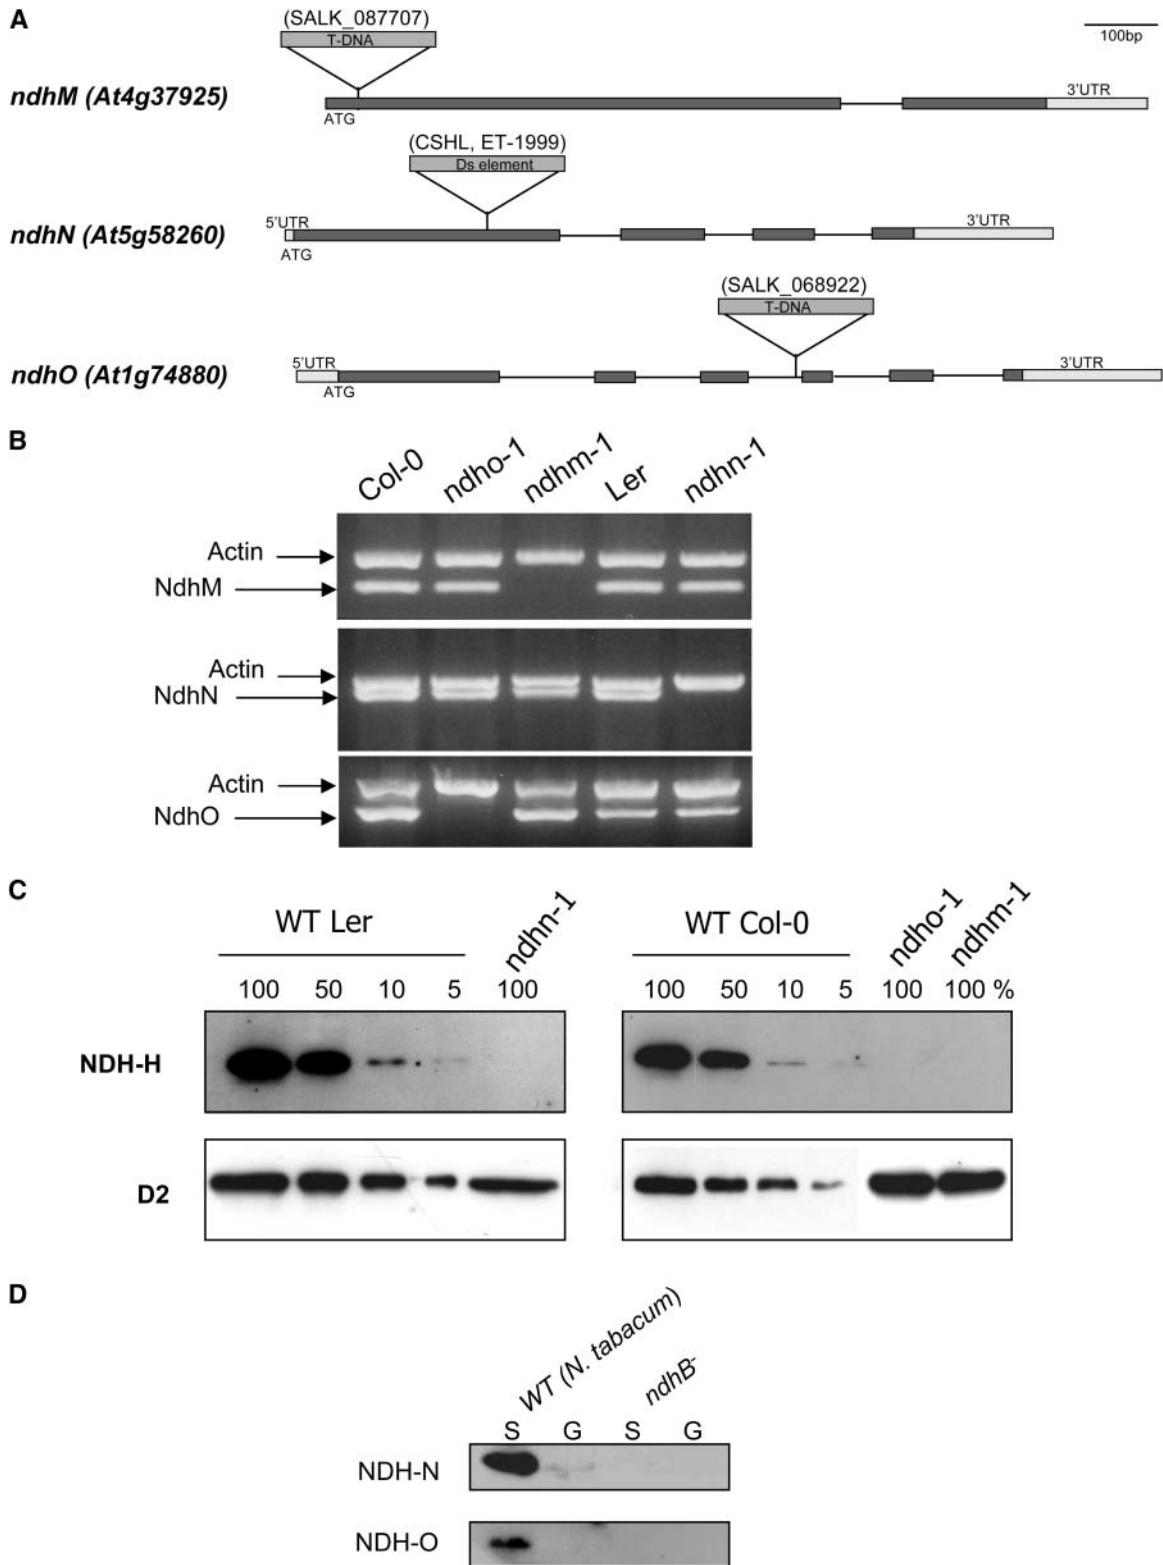 A
(SALK_087707)
T-DNA
100bp
ndhM (At4g37925)
3'UTR
ATG
(CSHL, ET-1999)
Ds element
5'UTR
3'UTR
ndhN (At5g58260)
ATG
(SALK_068922)
T-DNA
5'UTR
3'UTR
ndhO (At1g74880)
ATG
B
Col-0 ndho-1 ndhm-1 Ler ndhn-1
Actin
NdhM
Actin
NdhN
Actin
NdhO
C
WT Ler ndhn-1 WT Col-0 ndho-1 ndhm-1
100 50 10 5 100 100 50 10 5 100 100 %
NDH-H
D2
D
WT (N. tabacum) ndhB-
S G S G
NDH-N
NDH-O